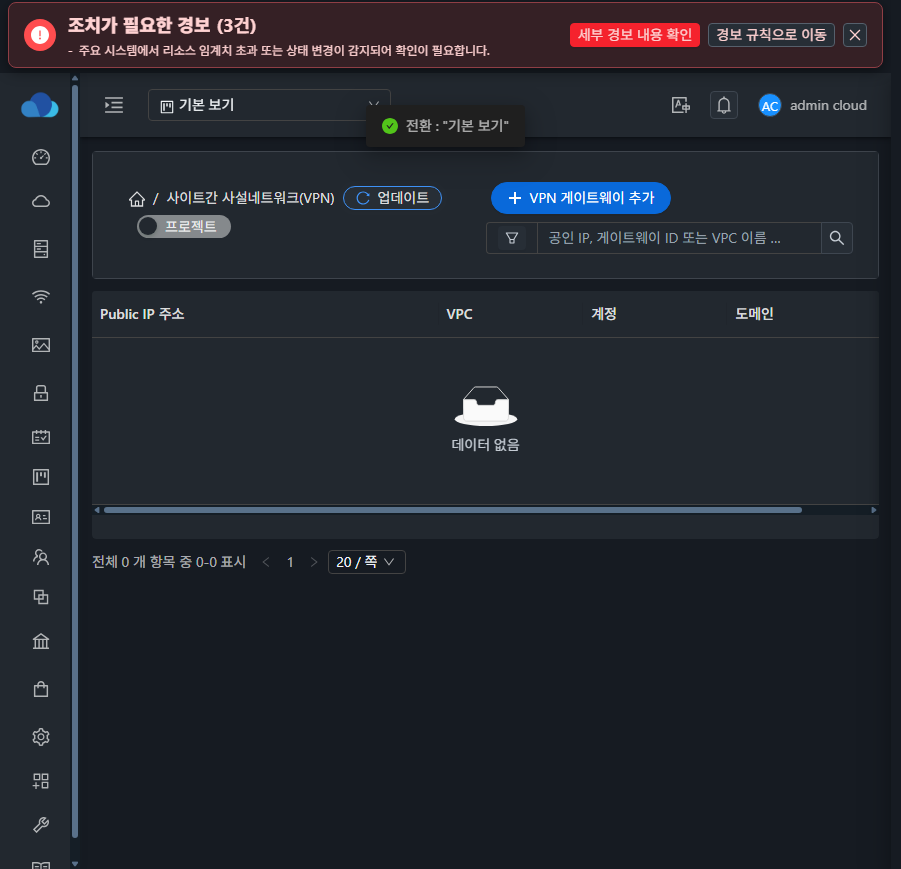 조치가 필요한 경보 (3건)
- 주요 시스템에서 리소스 임계치 초과 또는 상태 변경이 감지되어 확인이 필요합니다.
세부 경보 내용 확인
경보 규칙으로 이동
기본 보기
전환 : "기본 보기"
AC
admin cloud
/ 사이트간 사설네트워크(VPN)
업데이트
프로젝트
+ VPN 게이트웨이 추가
공인 IP, 게이트웨이 ID 또는 VPC 이름 ...
Public IP 주소 VPC 계정 도메인
데이터 없음
전체 0 개 항목 중 0-0 표시 < 1 > 20 / 쪽